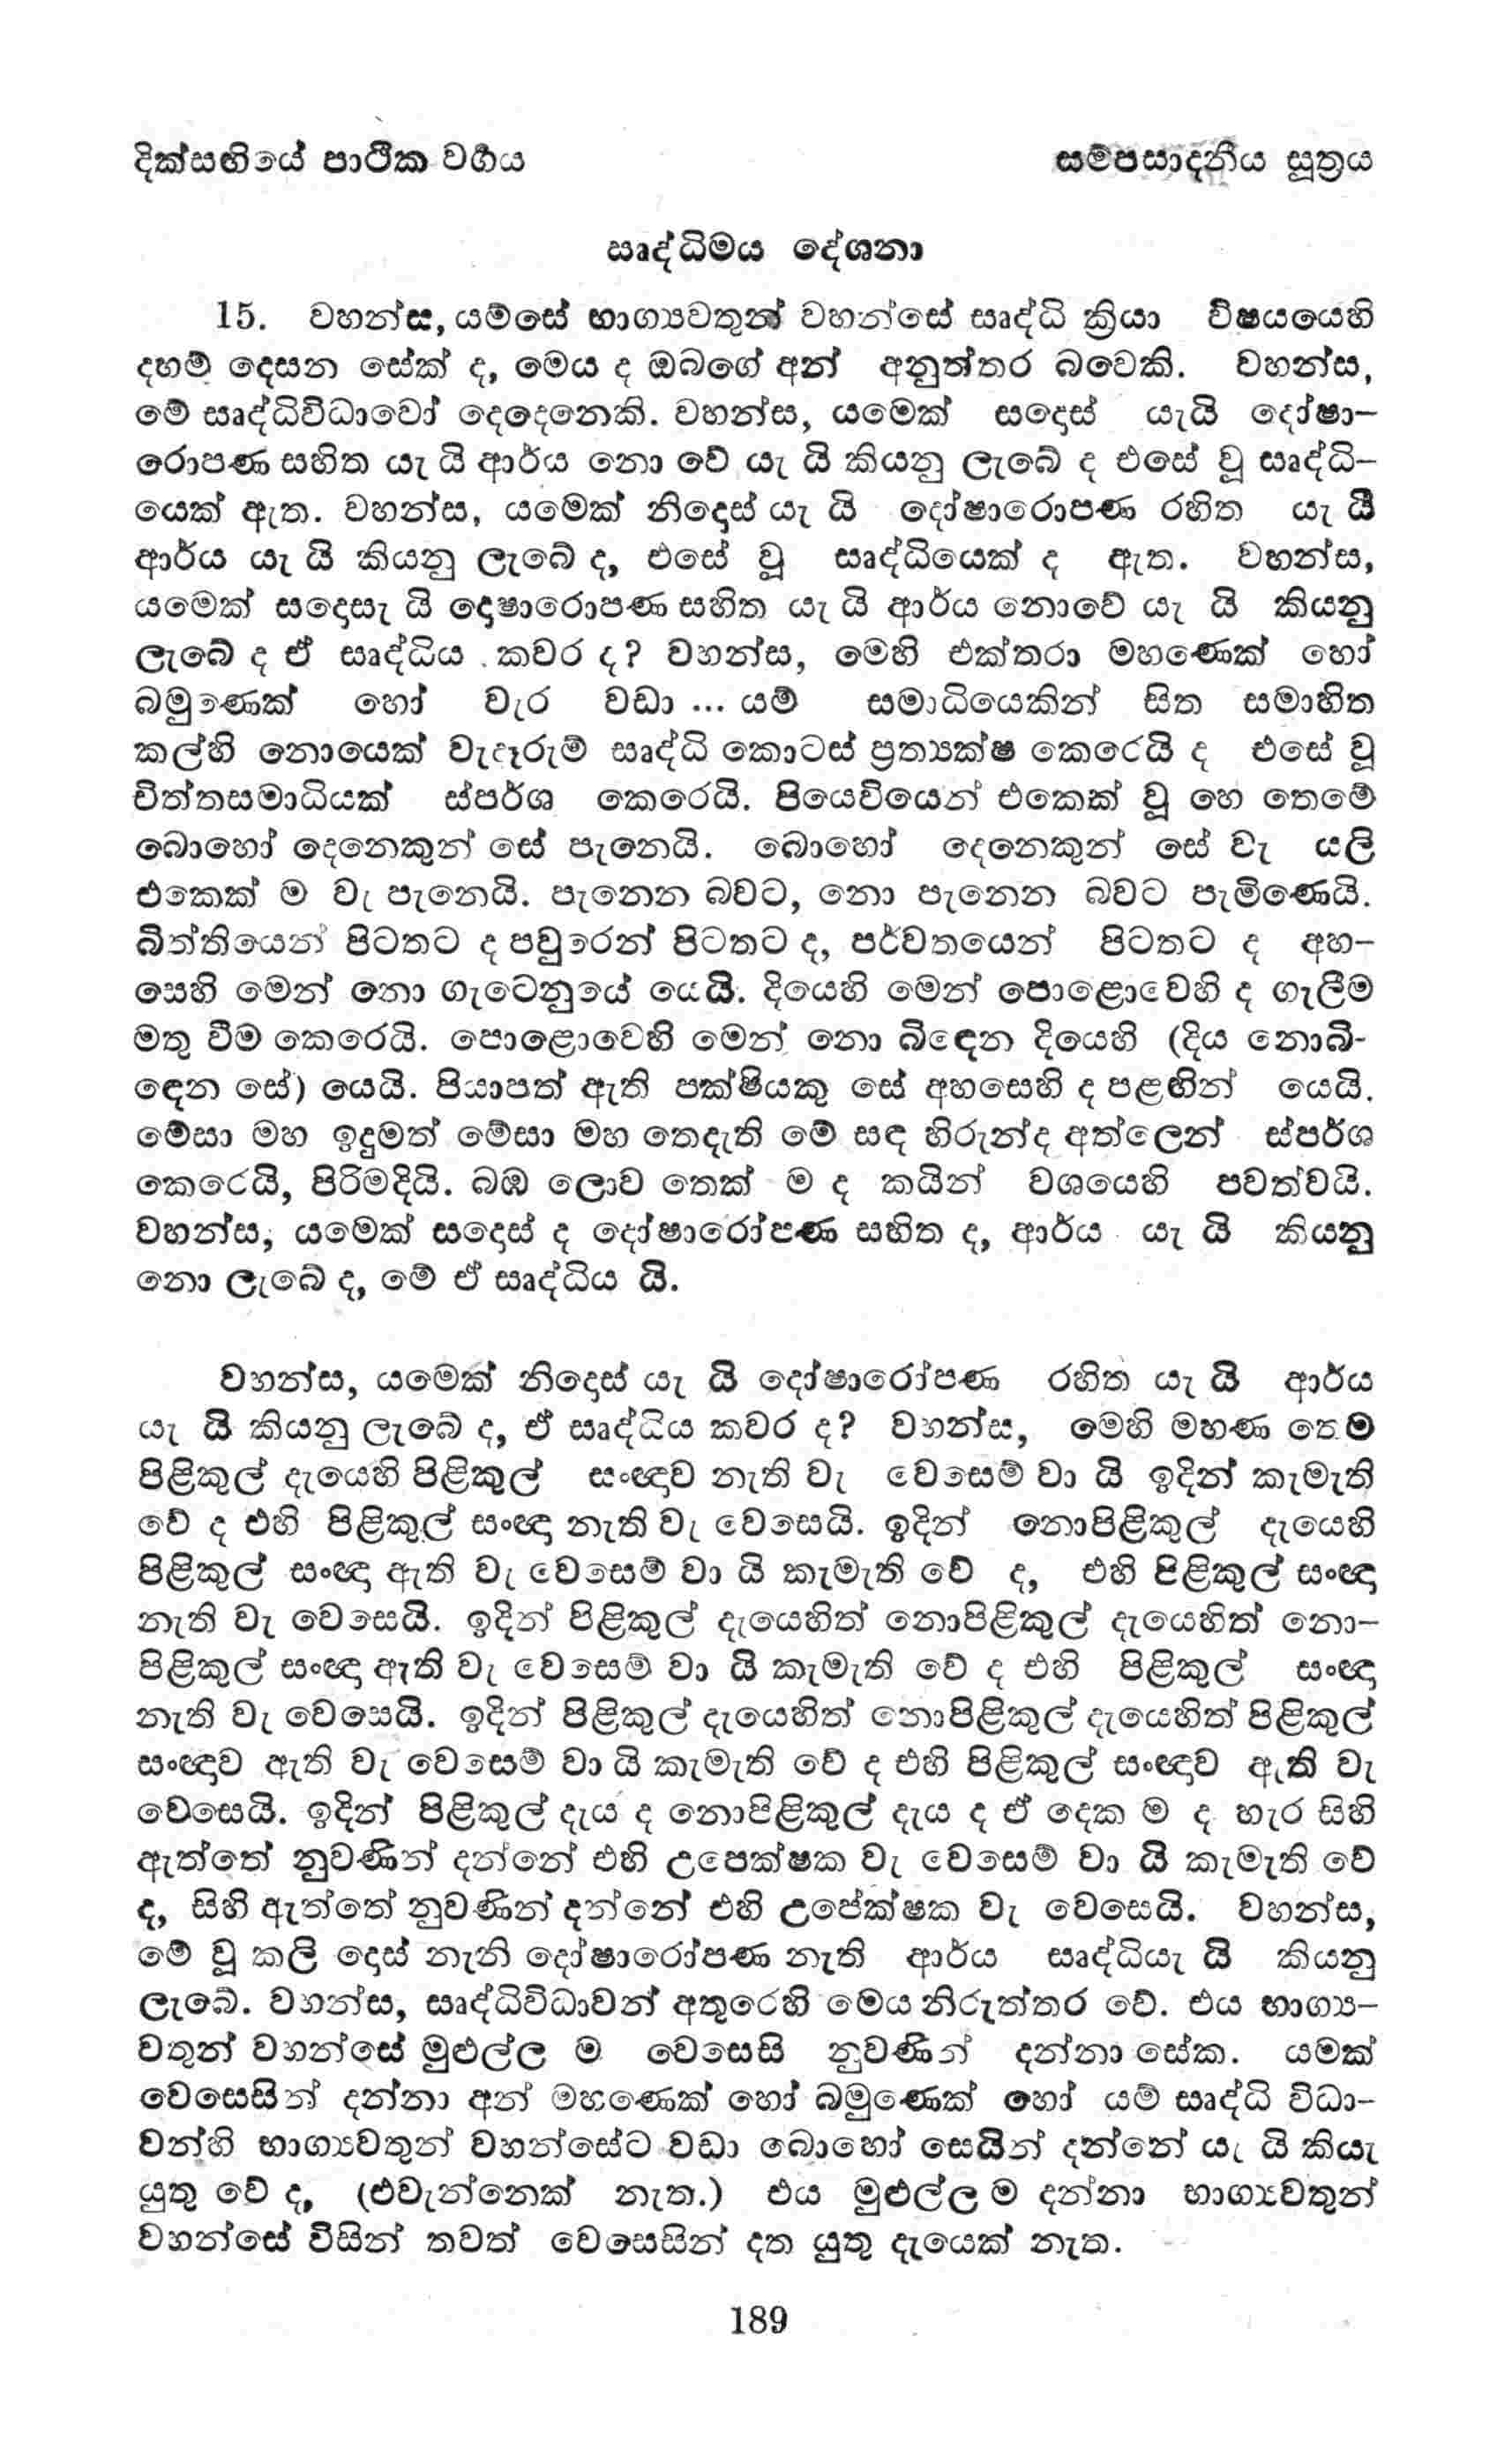 දික්සඟියේ පාථික වර්‍ගය
සම්පසාදනීය සූත්‍රය
ඍද්ධිමය දේශනා
15. වහන්ස, යම්සේ භාග්‍යවතුන් වහන්සේ ඍද්ධි ක්‍රියා විෂයයෙහි
දහම් දෙසන සේක් ද, මෙය ද ඔබගේ අන් අනුත්තර බවෙකි. වහන්ස,
මේ ඍද්ධිවිධාවෝ දෙදෙනෙකි. වහන්ස, යමෙක් සදොස් යැයි දෝෂා–
රොපණ සහිත යැ යි ආර්ය නො වේ යැ යි කියනු ලැබේ ද එසේ වූ ඍද්ධි–
යෙක් ඇත. වහන්ස, යමෙක් නිදොස් යැ යි දෝෂාරොපණ රහිත යැ යි
ආර්ය යැ යි කියනු ලැබේ ද, එසේ වූ ඍද්ධියෙක් ද ඇත. වහන්ස,
යමෙක් සදොසැ යි දොෂාරොපණ සහිත යැ යි ආර්ය නොවේ යැ යි කියනු
ලැබේ ද ඒ ඍද්ධිය කවර ද? වහන්ස, මෙහි එක්තරා මහණෙක් හෝ
බමුණෙක් හෝ වැර වඩා ... යම් සමාධියෙකින් සිත සමාහිත
කල්හි නොයෙක් වැදෑරුම් ඍද්ධි කොටස් ප්‍රත්‍යක්ෂ කෙරෙයි ද එසේ වූ
චිත්තසමාධියක් ස්පර්ශ කෙරෙයි. පියෙවියෙන් එකෙක් වූ හෙ තෙමේ
බොහෝ දෙනෙකුන් සේ පැනෙයි. බොහෝ දෙනෙකුන් සේ වැ යලි
එකෙක් ම වැ පැනෙයි. පැනෙන බවට, නො පැනෙන බවට පැමිණෙයි.
බිත්තියෙන් පිටතට ද පවුරෙන් පිටතට ද, පර්වතයෙන් පිටතට ද අහ–
සෙහි මෙන් නො ගැටෙනුයේ යෙයි. දියෙහි මෙන් පොළොවෙහි ද ගැලීම
මතු වීම කෙරෙයි. පොළොවෙහි මෙන් නො බිඳෙන දියෙහි (දිය නොබි-
ඳෙන සේ) යෙයි. පියාපත් ඇති පක්ෂියකු සේ අහසෙහි ද පළඟින් යෙයි.
මේසා මහ ඉදුමත් මේසා මහ තෙදැති මේ සඳ හිරුන්ද අත්ලෙන් ස්පර්ශ
කෙරෙයි, පිරිමදියි. බඹ ලොව තෙක් ම ද කයින් වශයෙහි පවත්වයි.
වහන්ස, යමෙක් සදොස් ද දෝෂාරෝපණ සහිත ද, ආර්ය යැ යි කියනු
නො ලැබේ ද, මේ ඒ ඍද්ධිය යි.
වහන්ස, යමෙක් නිදොස් යැ යි දෝෂාරෝපණ රහිත යැ යි ආර්ය
යැ යි කියනු ලැබේ ද, ඒ ඍද්ධිය කවර ද? වහන්ස, මෙහි මහණ තෙම
පිළිකුල් දැයෙහි පිළිකුල් සංඥාව නැති වැ වෙසෙම් වා යි ඉදින් කැමැති
වේ ද එහි පිළිකුල් සංඥා නැති වැ වෙසෙයි. ඉදින් නොපිළිකුල් දැයෙහි
පිළිකුල් සංඥා ඇති වැ වෙසෙම් වා යි කැමැති වේ ද, එහි පිළිකුල් සංඥා
නැති වැ වෙසෙයි. ඉදින් පිළිකුල් දැයෙහිත් නොපිළිකුල් දැයෙහිත් නො–
පිළිකුල් සංඥා ඇති වැ වෙසෙම් වා යි කැමැති වේ ද එහි පිළිකුල් සංඥා
නැති වැ වෙසෙයි. ඉදින් පිළිකුල් දැයෙහිත් නොපිළිකුල් දැයෙහිත් පිළිකුල්
සංඥාව ඇති වැ වෙසෙම් වා යි කැමැති වේ ද එහි පිළිකුල් සංඥාව ඇති වැ
වෙසෙයි. ඉදින් පිළිකුල් දැය ද නොපිළිකුල් දැය ද ඒ දෙක ම ද හැර සිහි
ඇත්තේ නුවණින් දන්නේ එහි උපෙක්ෂක වැ වෙසෙම් වා යි කැමැති වේ
ද, සිහි ඇත්තේ නුවණින් දන්නේ එහි උපේක්ෂක වැ වෙසෙයි. වහන්ස,
මේ වූ කලි දොස් නැනි දෝෂාරෝපණ නැති ආර්ය ඍද්ධියැ යි කියනු
ලැබේ. වහන්ස, ඍද්ධිවිධාවන් අතුරෙහි මෙය නිරුත්තර වේ. එය භාග්‍ය–
වතුන් වහන්සේ මුළුල්ල ම වෙසෙසි නුවණින් දන්නා සේක. යමක්
වෙසෙසින් දන්නා අන් මහණෙක් හෝ බමුණෙක් හෝ යම් ඍද්ධි විධා–
වන්හි භාග්‍යවතුන් වහන්සේට වඩා බොහෝ සෙයින් දන්නේ යැ යි කියැ
යුතු වේ ද, (එවැන්නෙක් නැත.) එය මුළුල්ල ම දන්නා භාග්‍යවතුන්
වහන්සේ විසින් තවත් වෙසෙසින් දත යුතු දැයෙක් නැත.
189